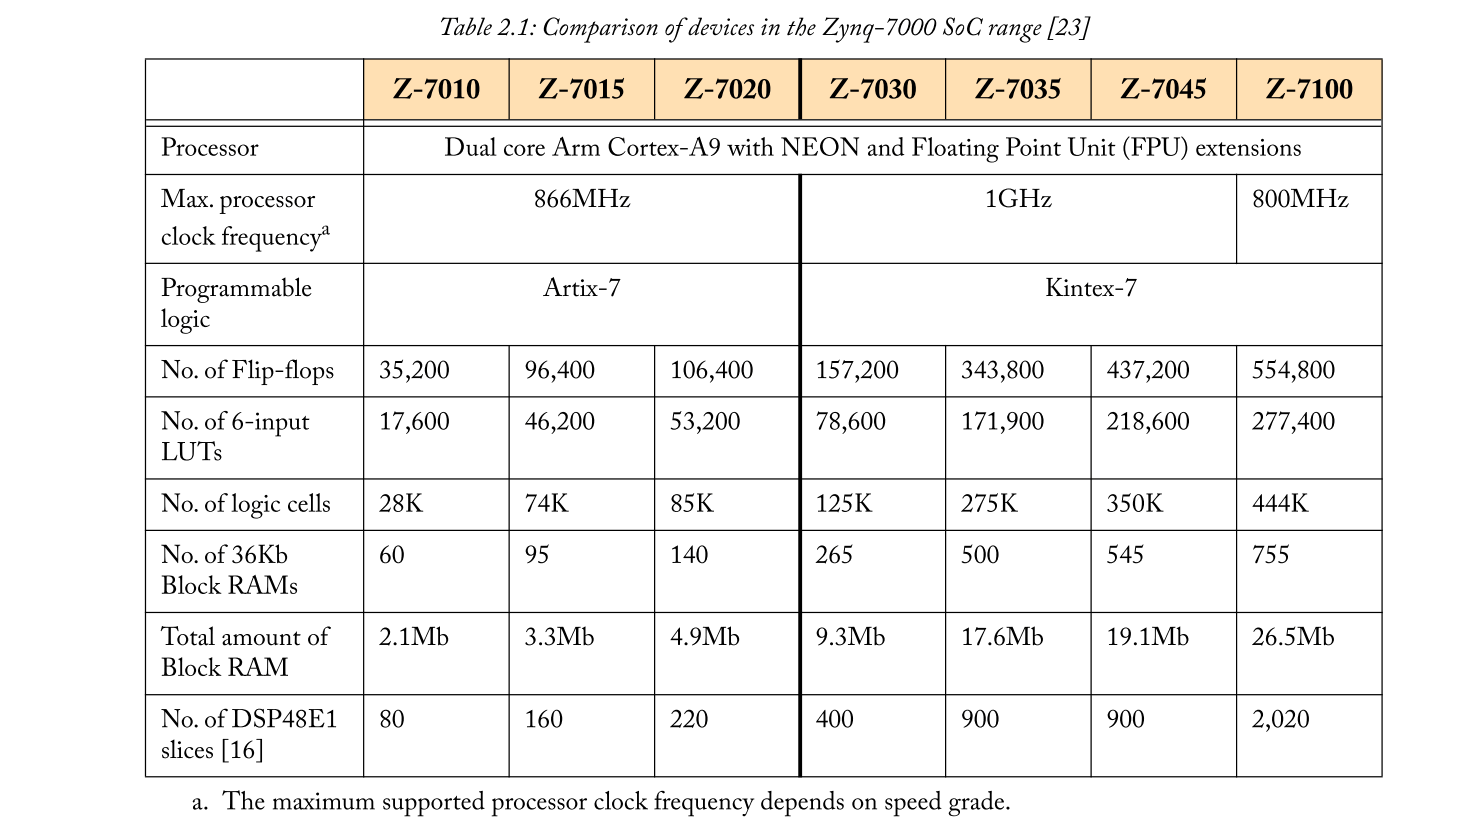 Table 2.1: Comparison of devices in the Zynq-7000 SoC range [23]
Z-7010 Z-7015 Z-7020 Z-7030 Z-7035 Z-7045 Z-7100
Processor Dual core Arm Cortex-A9 with NEON and Floating Point Unit (FPU) extensions
Max. processor 866MHz 1GHz 800MHz
clock frequencyᵃ
Programmable Artix-7 Kintex-7
logic
No. of Flip-flops 35,200 96,400 106,400 157,200 343,800 437,200 554,800
No. of 6-input 17,600 46,200 53,200 78,600 171,900 218,600 277,400
LUTs
No. of logic cells 28K 74K 85K 125K 275K 350K 444K
No. of 36Kb 60 95 140 265 500 545 755
Block RAMs
Total amount of 2.1Mb 3.3Mb 4.9Mb 9.3Mb 17.6Mb 19.1Mb 26.5Mb
Block RAM
No. of DSP48E1 80 160 220 400 900 900 2,020
slices [16]
a. The maximum supported processor clock frequency depends on speed grade.